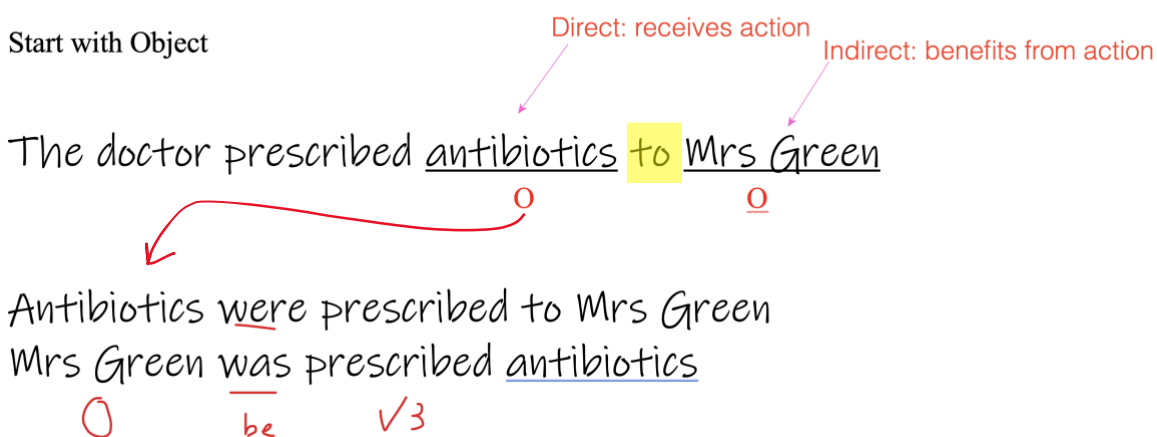 Direct: receives action
Start with Object
Indirect: benefits from action
The doctor prescribed antibiotics to Mrs Green
O O
Antibiotics were prescribed to Mrs Green
Mrs Green was prescribed antibiotics
O be V3